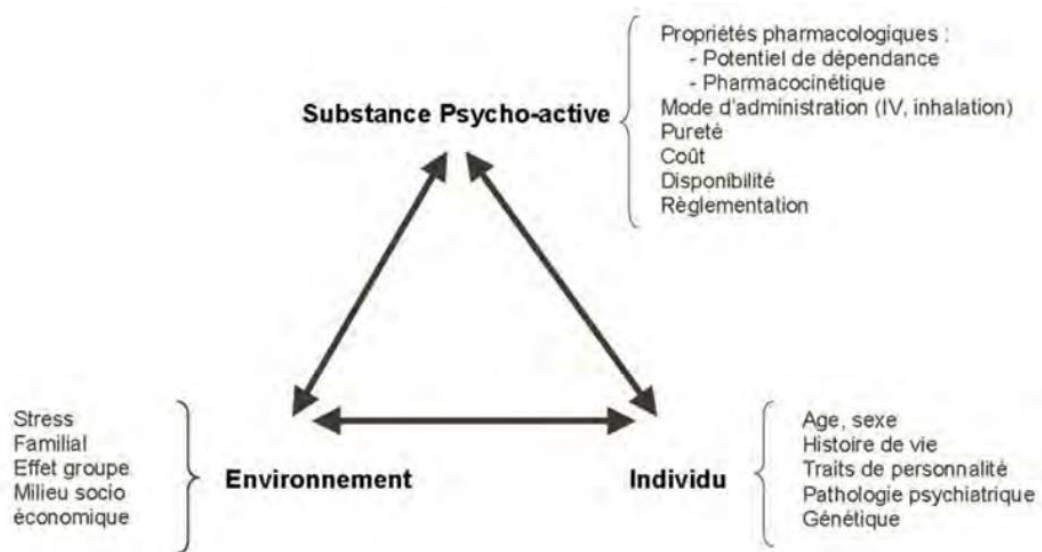 Propriétés pharmacologiques :
- Potentiel de dépendance
- Pharmacocinétique
Mode d'administration (IV, inhalation)
Pureté
Coût
Disponibilité
Règlementation
Substance Psycho-active
Stress
Familial
Effet groupe
Milieu socio
économique
Environnement
Individu
Age, sexe
Histoire de vie
Traits de personnalité
Pathologie psychiatrique
Génétique